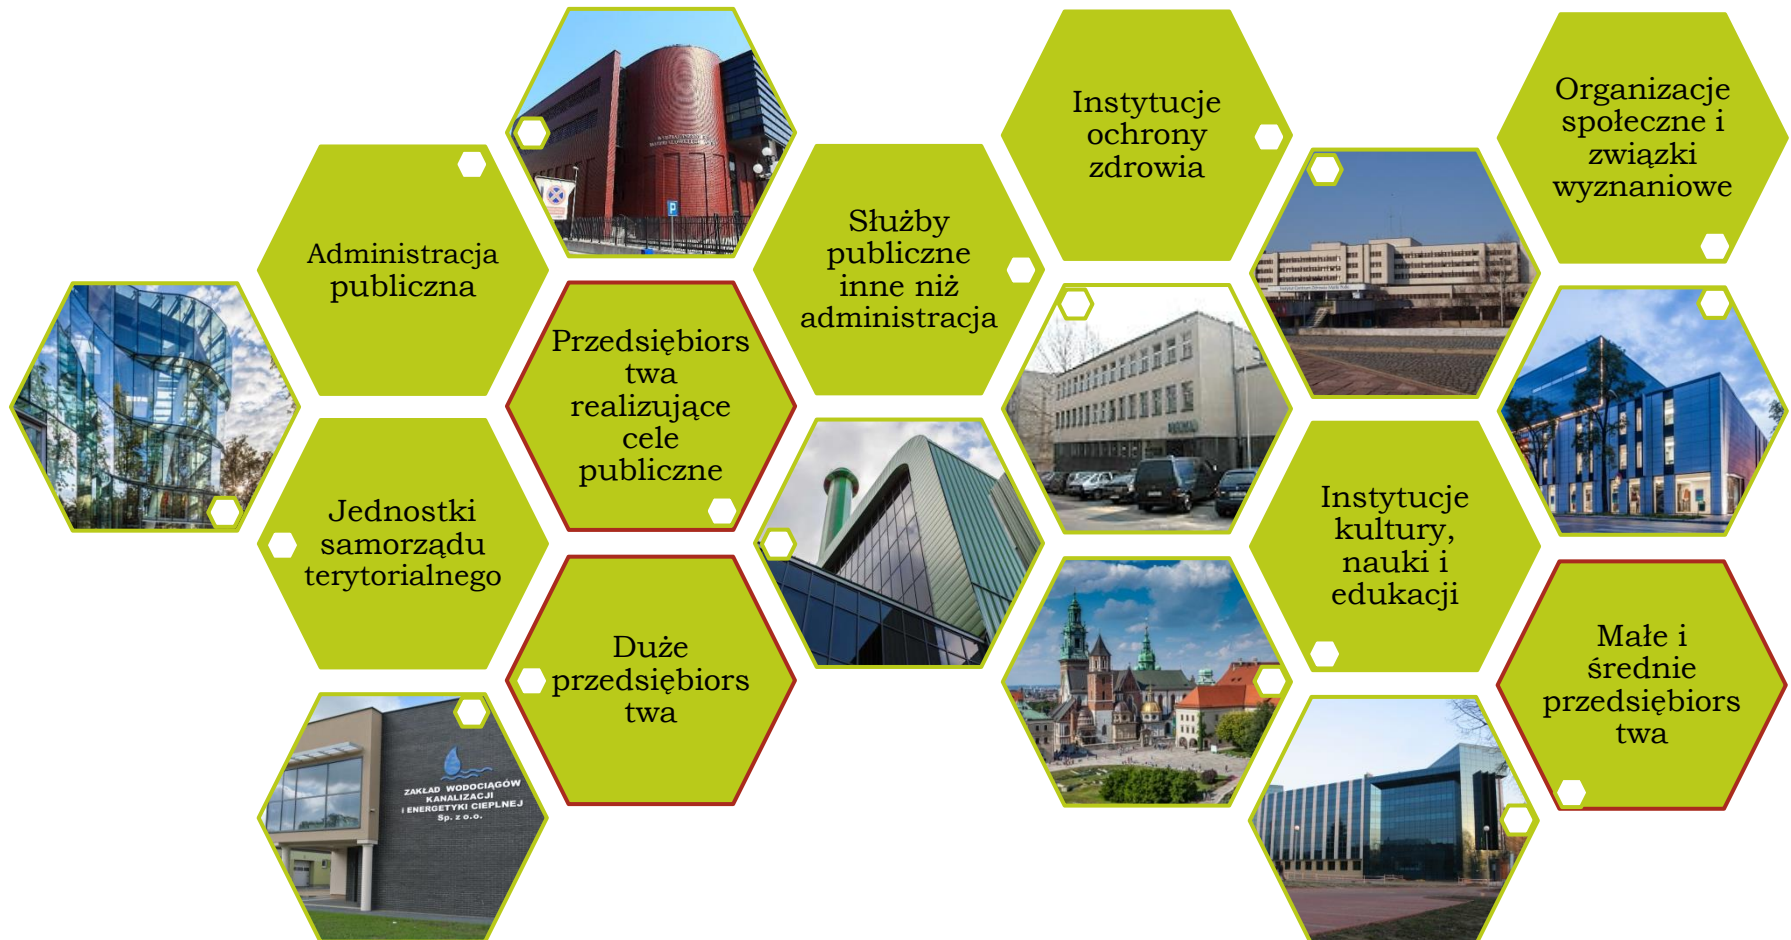 Administracja
publiczna
Jednostki
samorządu
terytorialnego
ZAKŁAD WODOCIĄGÓW
KANALIZACJI
i ENERGETYKI CIEPLNEJ
Sp. z o.o.
P
Przedsiębiors
twa
realizujące
cele
publiczne
Duże
przedsiębiors
twa
Służby
publiczne
inne niż
administracja
Instytucje
ochrony
zdrowia
Instytucje
kultury,
nauki i
edukacji
Organizacje
społeczne i
związki
wyznaniowe
Małe i
średnie
przedsiębiors
twa